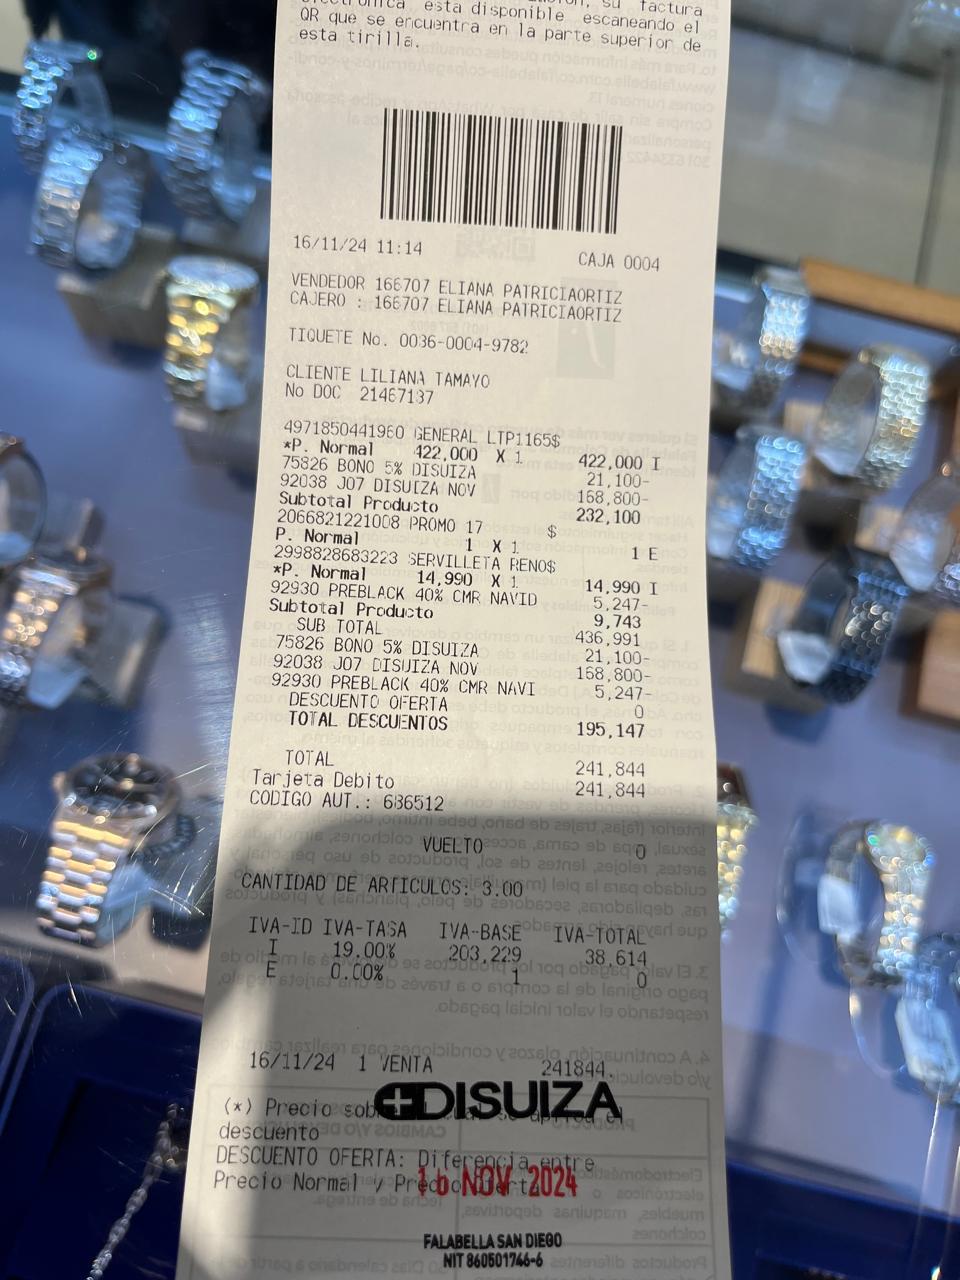 electrónica, esta disponible escaneando el
QR que se encuentra en la parte superior de
esta tirilla.
16/11/24 11:14 CAJA 0004
VENDEDOR 166707 ELIANA PATRICIAORTIZ
CAJERO : 166707 ELIANA PATRICIAORTIZ
TIQUETE No. 0036-0004-9782
CLIENTE LILIANA TAMAYO
No DOC 21467137
4971850441960 GENERAL LTP1165$
*P. Normal 422,000 X 1 422,000 I
75826 BONO 5% DISUIZA 21,100-
92038 J07 DISUIZA NOV 168,800-
Subtotal Producto 232,100
2066821221008 PROMO 17 $
P. Normal 1 X 1 1 E
2998828683223 SERVILLETA RENO$
*P. Normal 14,990 X 1 14,990 I
92930 PREBLACK 40% CMR NAVID 5,247-
Subtotal Producto 9,743
SUB TOTAL 436,991
75826 BONO 5% DISUIZA 21,100-
92038 J07 DISUIZA NOV 168,800-
92930 PREBLACK 40% CMR NAVI 5,247-
DESCUENTO OFERTA 0
TOTAL DESCUENTOS 195,147
TOTAL 241,844
Tarjeta Debito 241,844
CODIGO AUT.: 686512
VUELTO 0
CANTIDAD DE ARTICULOS: 3.00
IVA-ID IVA-TASA IVA-BASE IVA-TOTAL
I 19.00% 203,229 38,614
E 0.00% 1 0
16/11/24 1 VENTA 241844.
DISUIZA
(*) Precio sobre el
descuento
DESCUENTO OFERTA: Diferencia entre
Precio Normal y Precio Oferta
16 NOV 2024
FALABELLA SAN DIEGO
NIT 860501746-6